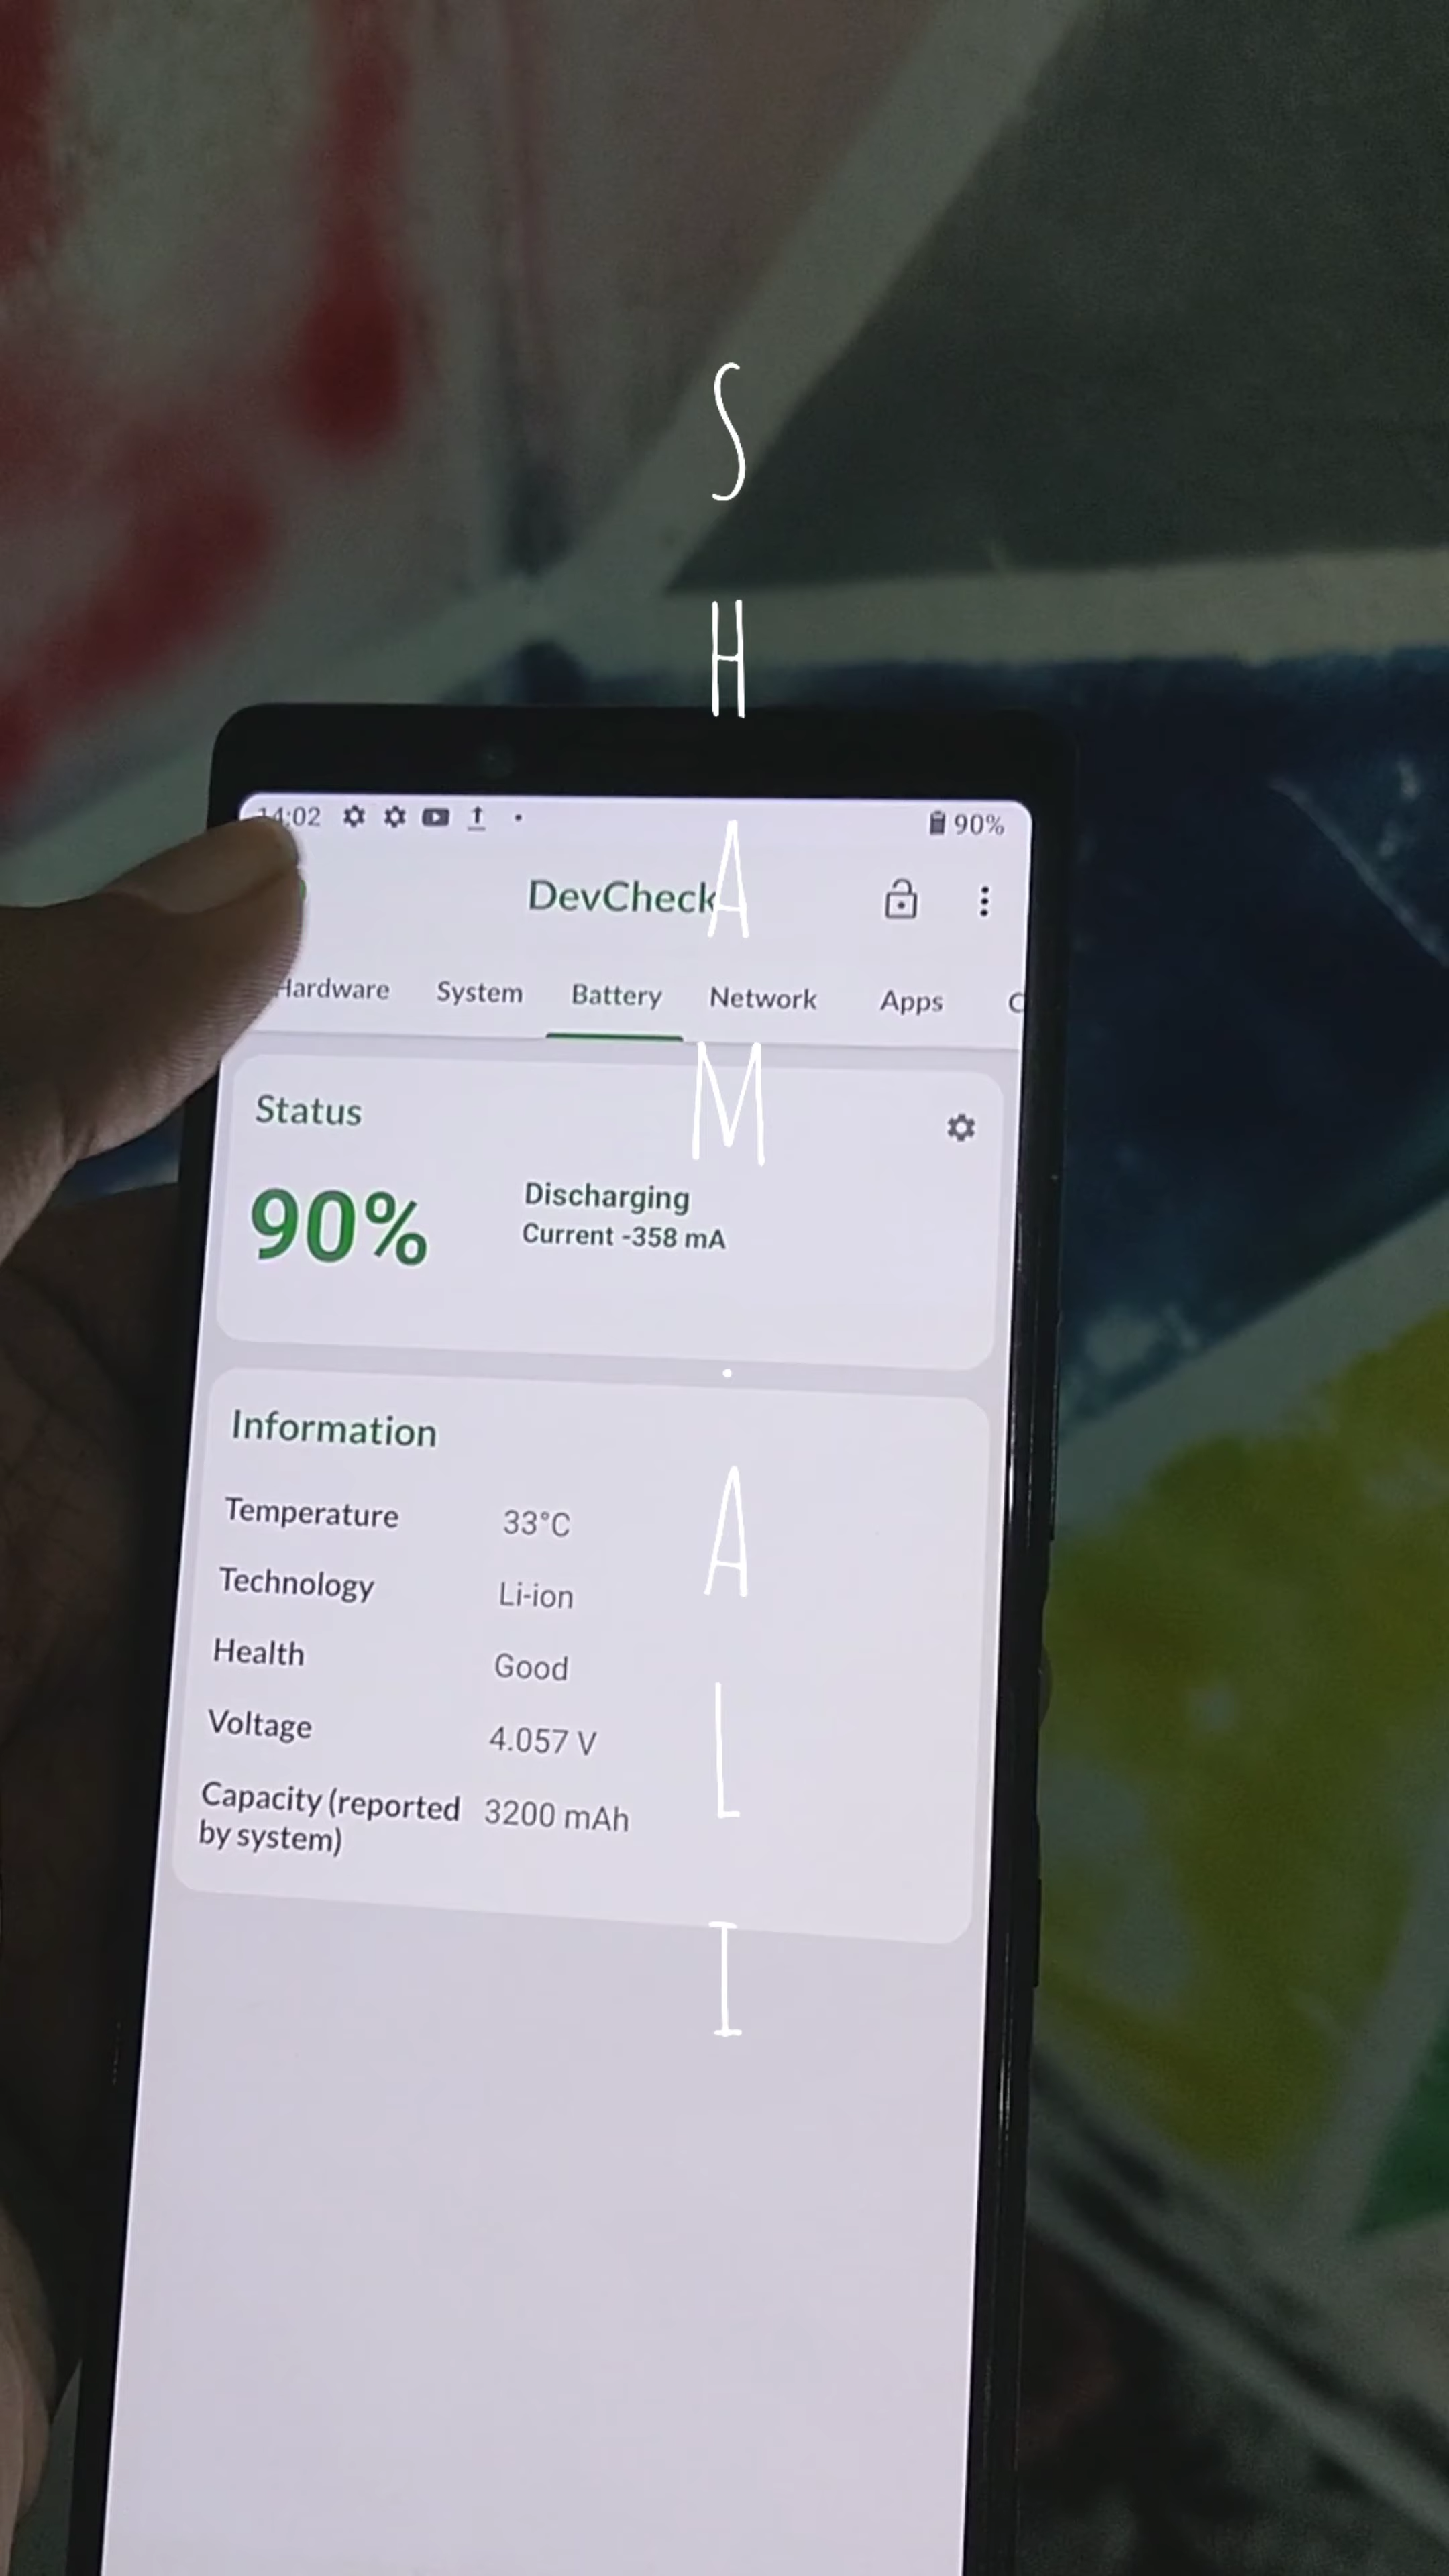 S
H
A
M
.
A
L
I
14:02 90%
DevCheck
Hardware System Battery Network Apps
Status
90%
Discharging
Current -358 mA
Information
Temperature 33°C
Technology Li-ion
Health Good
Voltage 4.057 V
Capacity (reported by system) 3200 mAh